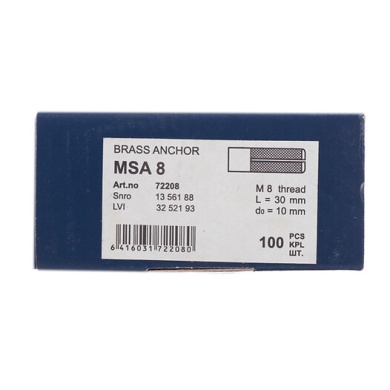 BRASS ANCHOR
MSA 8
Art.no 72208
Snro 13 561 88
LVI 32 521 93
M 8 thread
L = 30 mm
d₀ = 10 mm
6 416031 722080
100 PCS
KPL
ШТ.